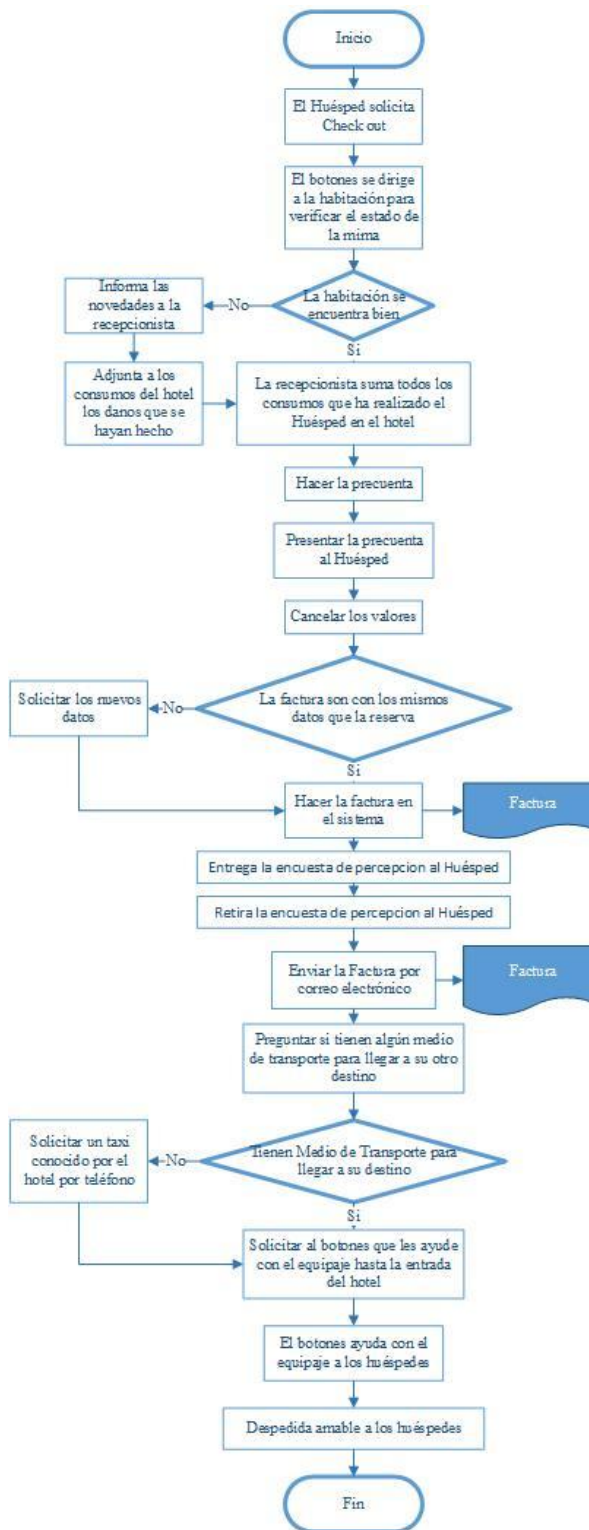 Inicio
El Huésped solicita
Check out
El botones se dirige
a la habitación para
verificar el estado de
la mima
La habitación se
encuentra bien
No
Informa las
novedades a la
recepcionista
Adjunta a los
consumos del hotel
los danos que se
hayan hecho
Si
La recepcionista suma todos los
consumos que ha realizado el
Huésped en el hotel
Hacer la precuenta
Presentar la precuenta
al Huésped
Cancelar los valores
La factura son con los mismos
datos que la reserva
No
Solicitar los nuevos
datos
Si
Hacer la factura en
el sistema
Factura
Entrega la encuesta de percepcion al Huésped
Retira la encuesta de percepcion al Huésped
Enviar la Factura por
correo electrónico
Factura
Preguntar si tienen algún medio
de transporte para llegar a su otro
destino
Tienen Medio de Transporte para
llegar a su destino
No
Solicitar un taxi
conocido por el
hotel por teléfono
Si
Solicitar al botones que les ayude
con el equipaje hasta la entrada
del hotel
El botones ayuda con el
equipaje a los huéspedes
Despedida amable a los huéspedes
Fin